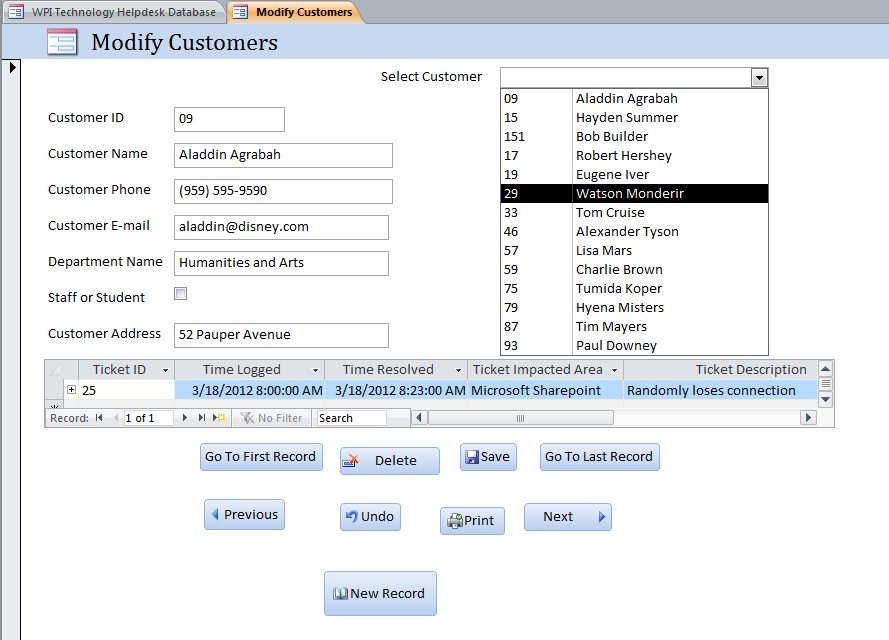 WPI Technology Helpdesk Database Modify Customers
Modify Customers
Select Customer
Customer ID 09
Customer Name Aladdin Agrabah
Customer Phone (959) 595-9590
Customer E-mail aladdin@disney.com
Department Name Humanities and Arts
Staff or Student
Customer Address 52 Pauper Avenue
09 Aladdin Agrabah
15 Hayden Summer
151 Bob Builder
17 Robert Hershey
19 Eugene Iver
29 Watson Monderir
33 Tom Cruise
46 Alexander Tyson
57 Lisa Mars
59 Charlie Brown
75 Tumida Koper
79 Hyena Misters
87 Tim Mayers
93 Paul Downey
Ticket ID Time Logged Time Resolved Ticket Impacted Area Ticket Description
25 3/18/2012 8:00:00 AM 3/18/2012 8:23:00 AM Microsoft Sharepoint Randomly loses connection
Record: 1 of 1 No Filter Search
Go To First Record Delete Save Go To Last Record
Previous Undo Print Next
New Record